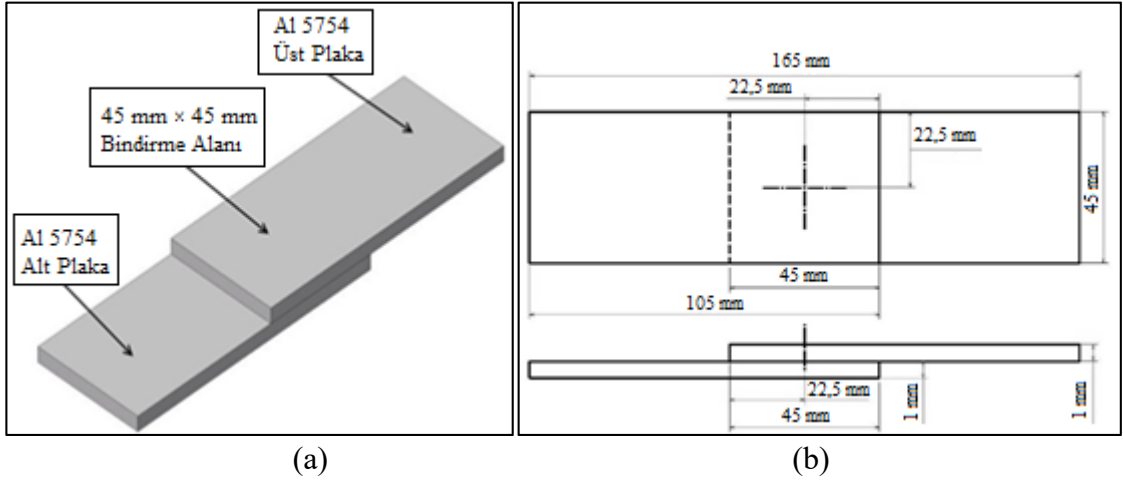 Al 5754
Üst Plaka
45 mm × 45 mm
Bindirme Alanı
Al 5754
Alt Plaka
165 mm
22,5 mm
22,5 mm
45 mm
45 mm
105 mm
22,5 mm
45 mm
1 mm
1 mm
(a)
(b)